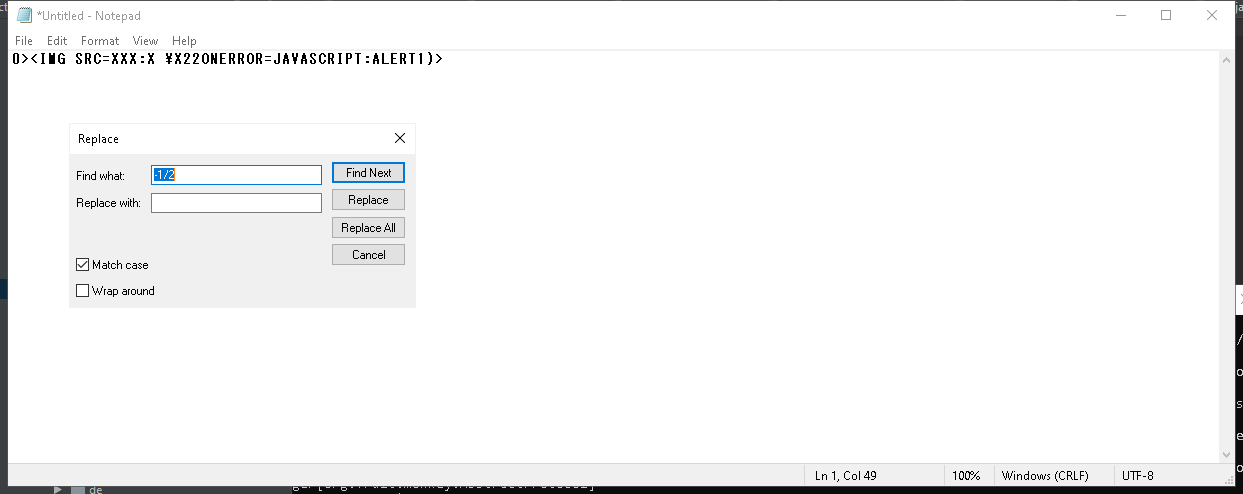 *Untitled - Notepad
File Edit Format View Help
0><IMG SRC=XXX:X ¥X22ONERROR=JAVASCRIPT:ALERT1)>
Replace
Find what: -1/2 Find Next
Replace with: Replace
Replace All
Cancel
Match case
Wrap around
Ln 1, Col 49 100% Windows (CRLF) UTF-8
de